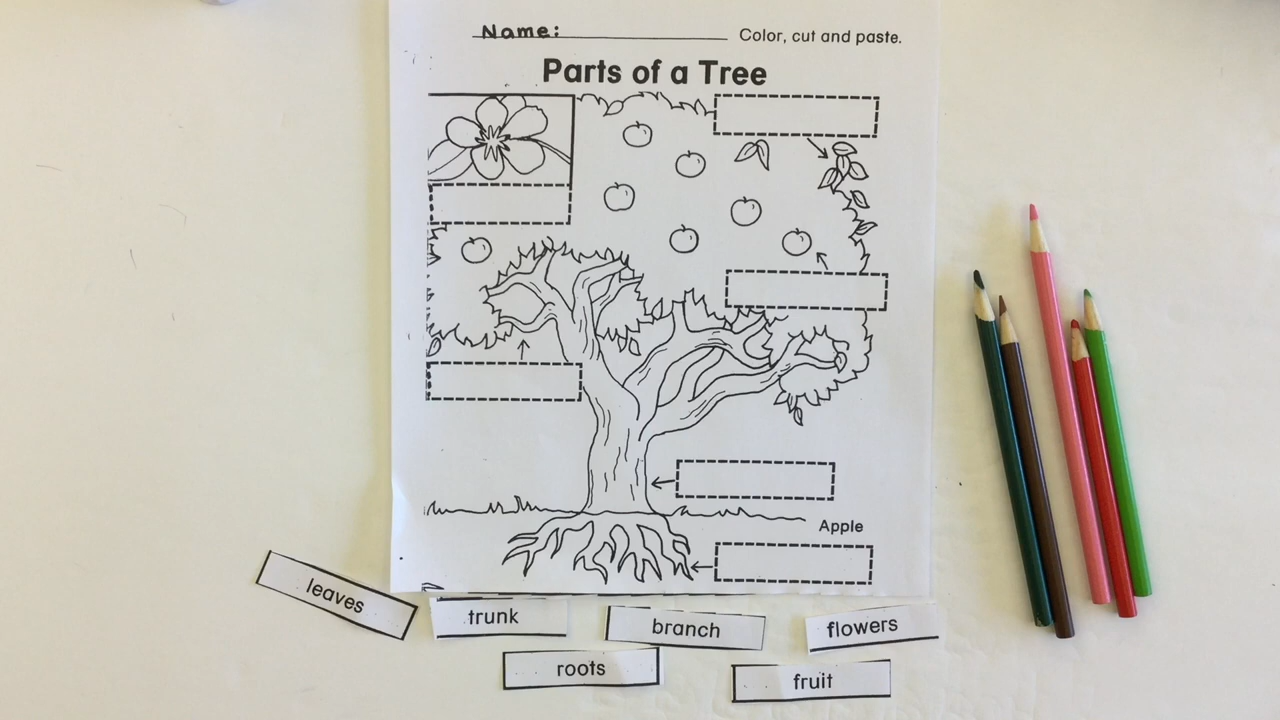 Name: Color, cut and paste.
Parts of a Tree
Apple
leaves
trunk
branch
flowers
roots
fruit